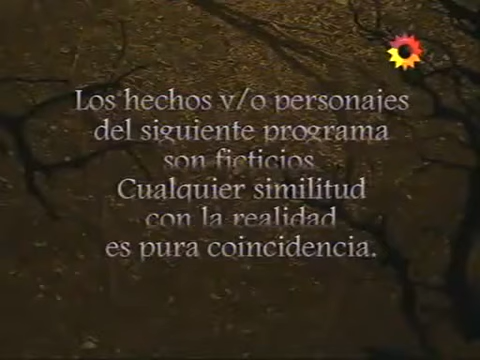 Los hechos y/o personajes
del siguiente programa
son ficticios.
Cualquier similitud
con la realidad
es pura coincidencia.